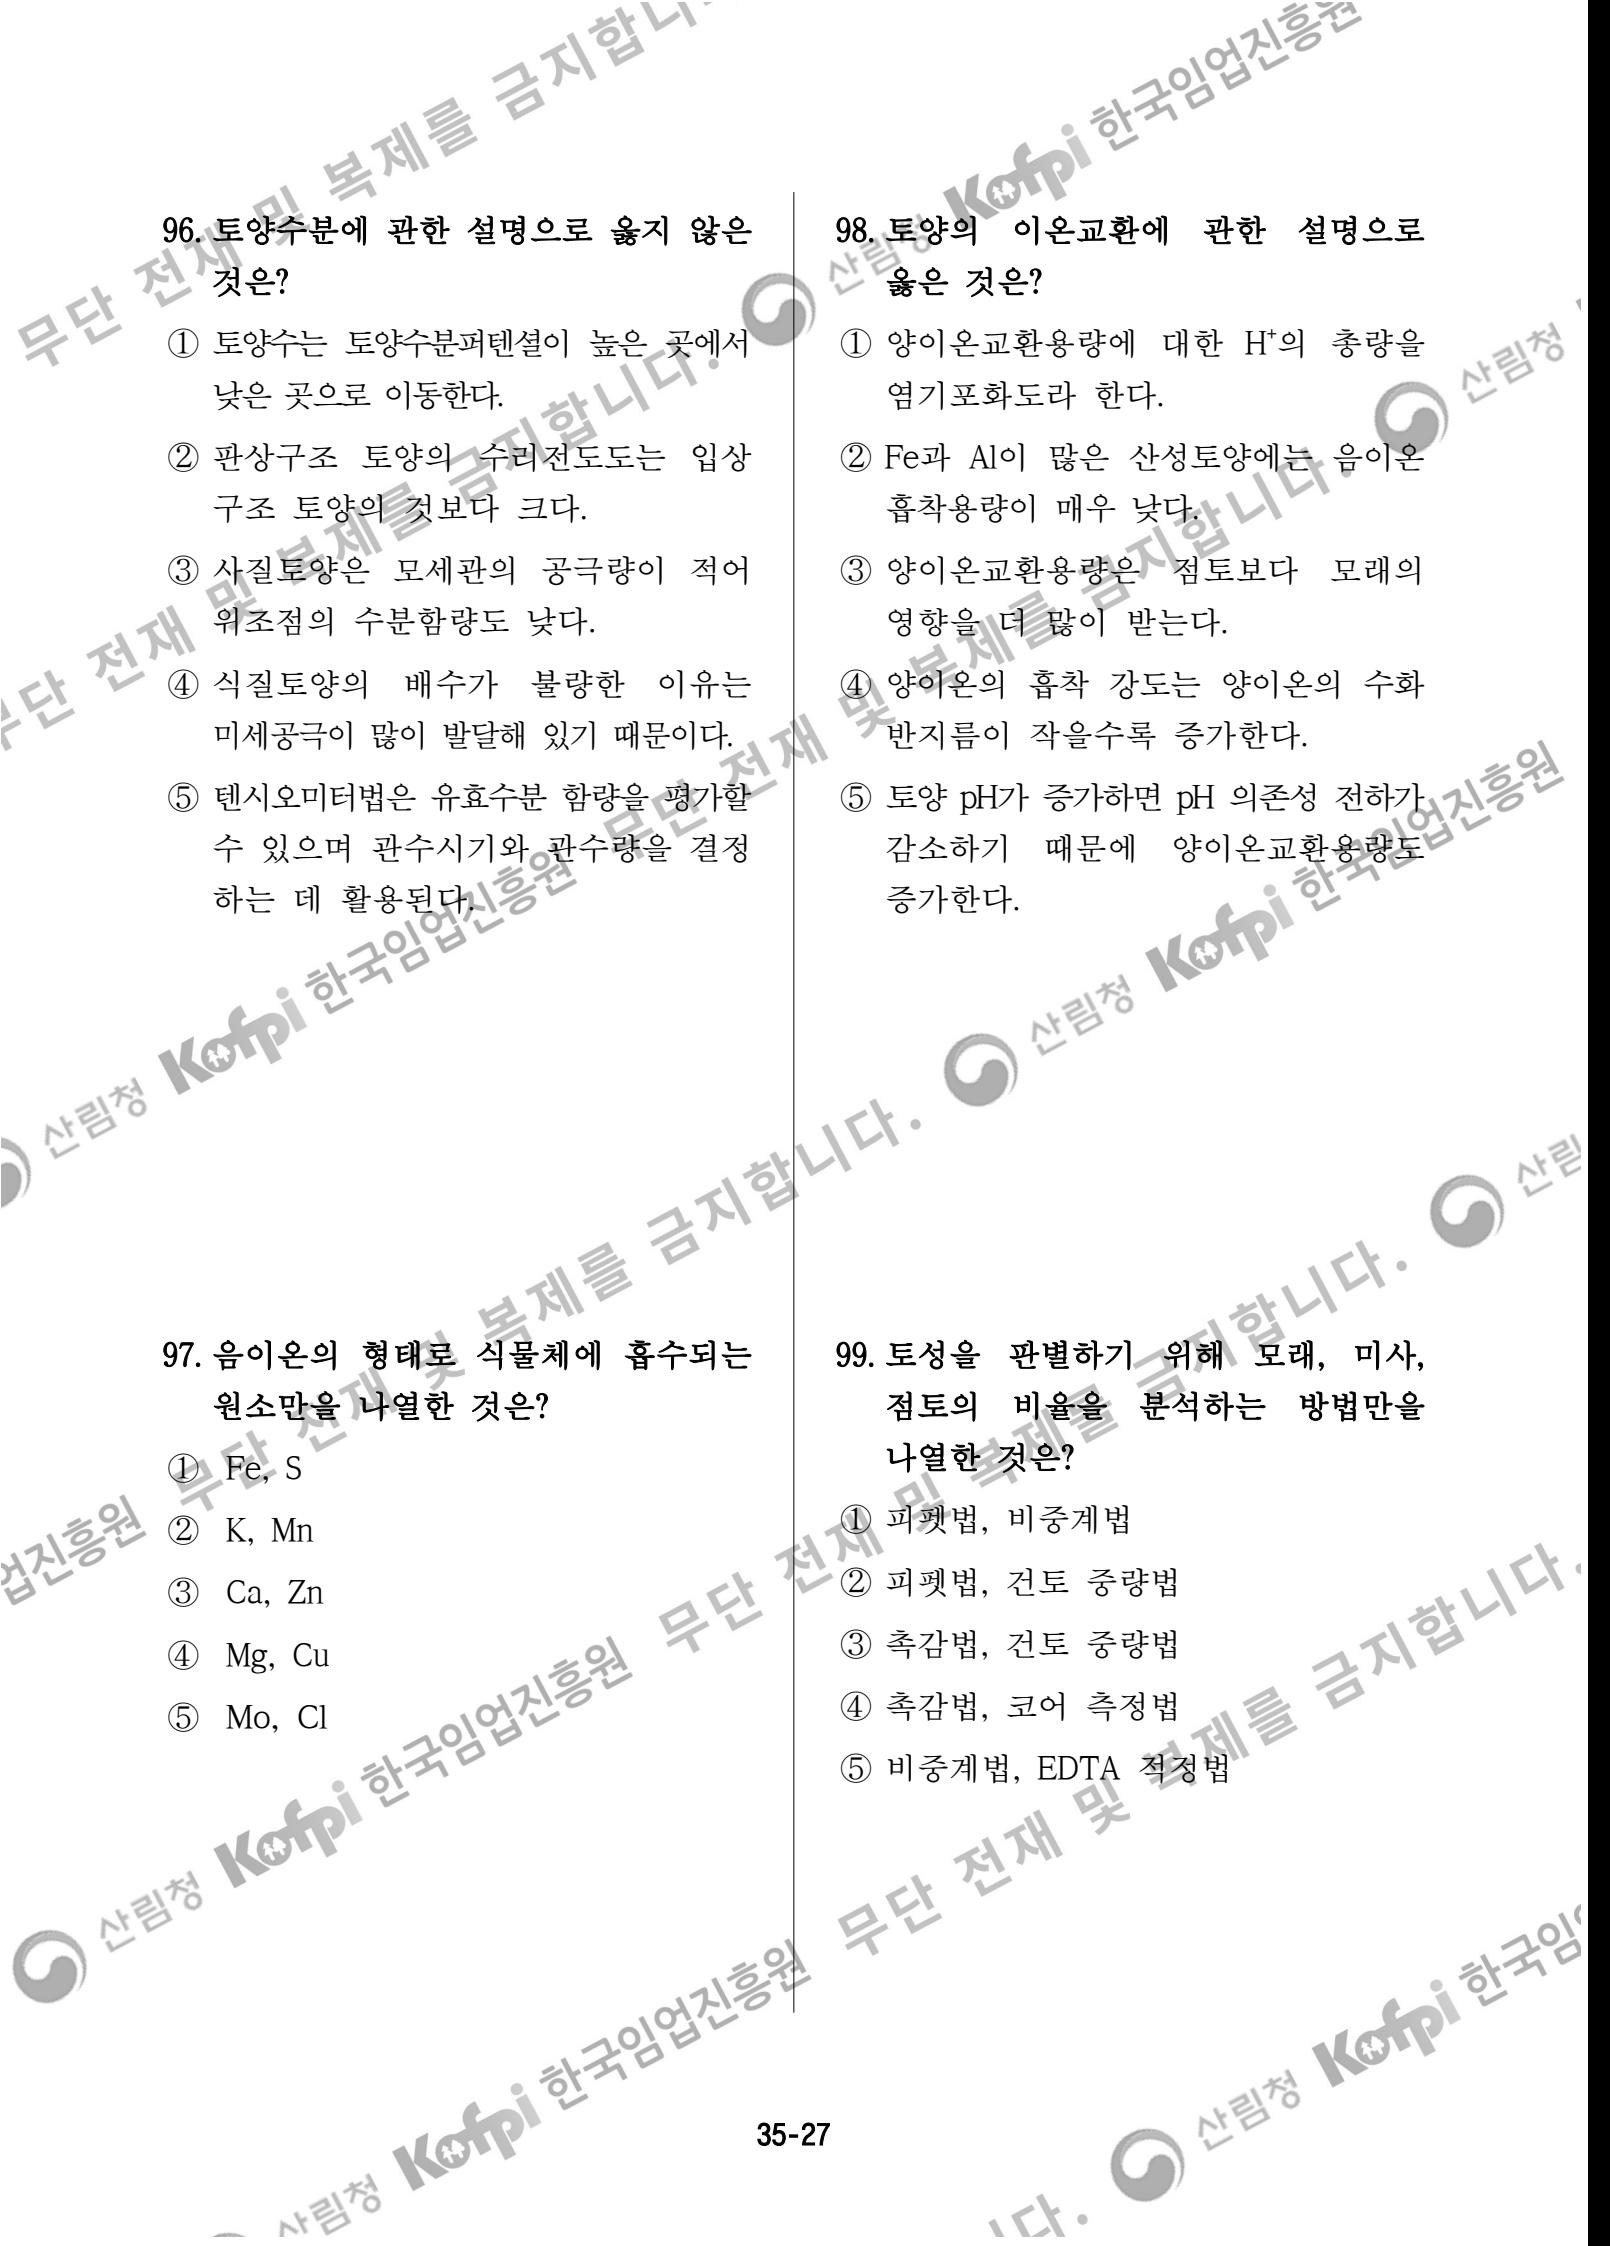 96. 토양수분에 관한 설명으로 옳지 않은
것은?
① 토양수는 토양수분퍼텐셜이 높은 곳에서
낮은 곳으로 이동한다.
② 판상구조 토양의 수리전도도는 입상
구조 토양의 것보다 크다.
③ 사질토양은 모세관의 공극량이 적어
위조점의 수분함량도 낮다.
④ 식질토양의 배수가 불량한 이유는
미세공극이 많이 발달해 있기 때문이다.
⑤ 텐시오미터법은 유효수분 함량을 평가할
수 있으며 관수시기와 관수량을 결정
하는 데 활용된다.
97. 음이온의 형태로 식물체에 흡수되는
원소만을 나열한 것은?
① Fe, S
② K, Mn
③ Ca, Zn
④ Mg, Cu
⑤ Mo, Cl
98. 토양의 이온교환에 관한 설명으로
옳은 것은?
① 양이온교환용량에 대한 H⁺의 총량을
염기포화도라 한다.
② Fe과 Al이 많은 산성토양에는 음이온
흡착용량이 매우 낮다.
③ 양이온교환용량은 점토보다 모래의
영향을 더 많이 받는다.
④ 양이온의 흡착 강도는 양이온의 수화
반지름이 작을수록 증가한다.
⑤ 토양 pH가 증가하면 pH 의존성 전하가
감소하기 때문에 양이온교환용량도
증가한다.
99. 토성을 판별하기 위해 모래, 미사,
점토의 비율을 분석하는 방법만을
나열한 것은?
① 피펫법, 비중계법
② 피펫법, 건토 중량법
③ 촉감법, 건토 중량법
④ 촉감법, 코어 측정법
⑤ 비중계법, EDTA 적정법
35-27
산림청 Kofpi 한국임업진흥원 무단 전재 및 복제를 금지합니다.